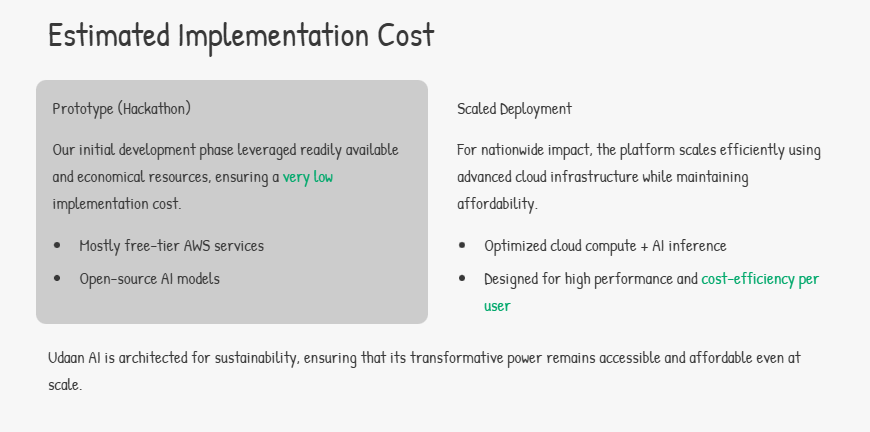 Estimated Implementation Cost
Prototype (Hackathon)
Our initial development phase leveraged readily available
and economical resources, ensuring a very low
implementation cost.
• Mostly free-tier AWS services
• Open-source AI models
Scaled Deployment
For nationwide impact, the platform scales efficiently using
advanced cloud infrastructure while maintaining
affordability.
• Optimized cloud compute + AI inference
• Designed for high performance and cost-efficiency per
user
Udaan AI is architected for sustainability, ensuring that its transformative power remains accessible and affordable even at
scale.